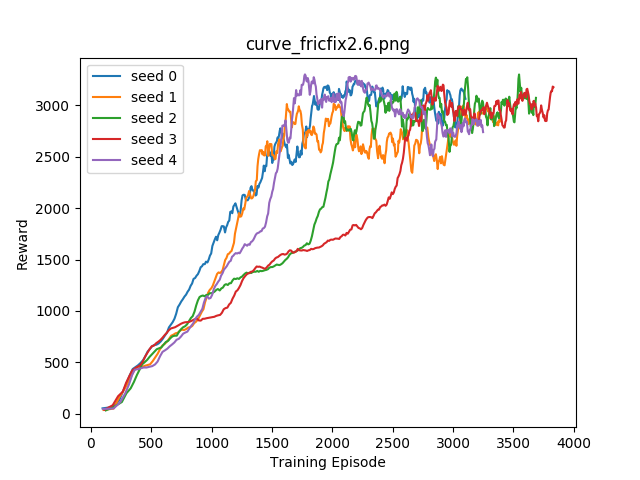 curve_fricfix2.6.png
seed 0
seed 1
seed 2
seed 3
seed 4
Reward
3000
2500
2000
1500
1000
500
0
0 500 1000 1500 2000 2500 3000 3500 4000
Training Episode